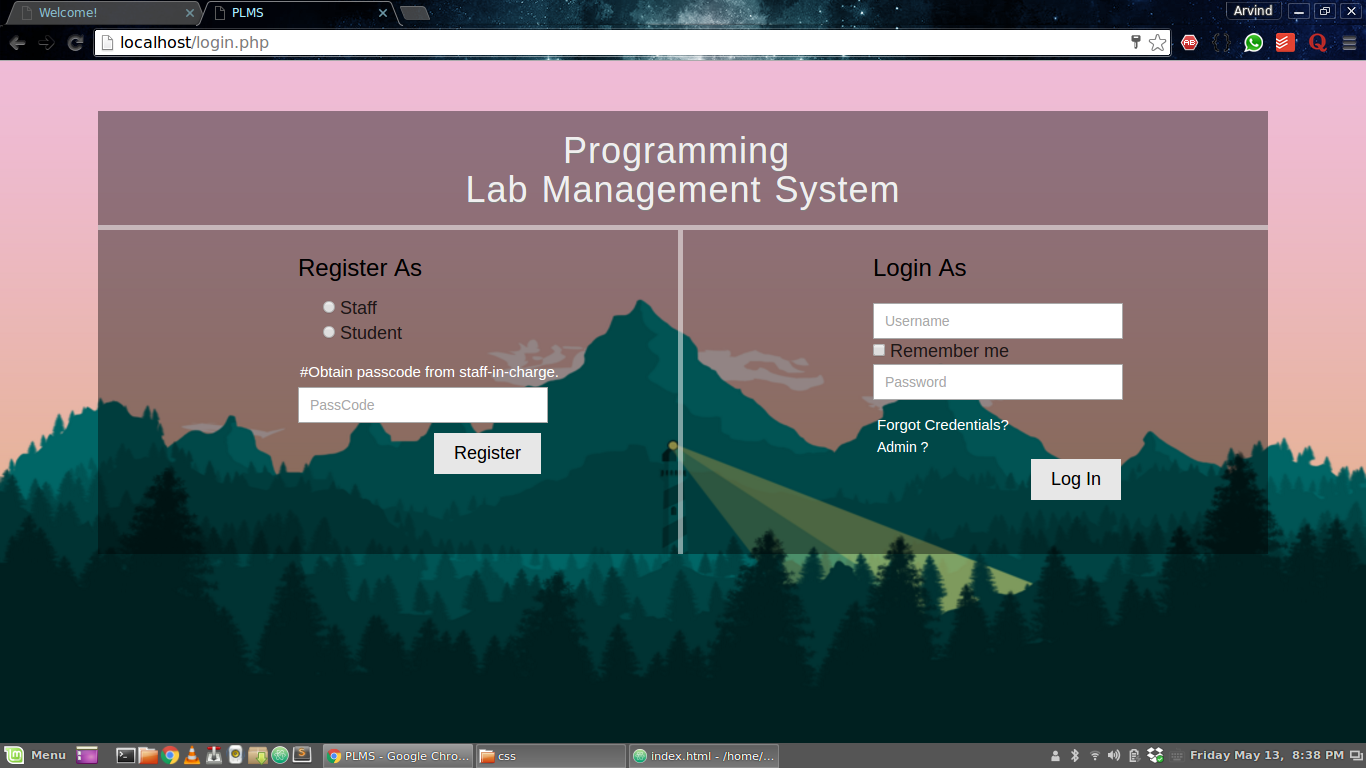 Welcome!
PLMS
Arvind
localhost/login.php
Programming
Lab Management System
Register As
Staff
Student
#Obtain passcode from staff-in-charge.
PassCode
Register
Login As
Username
Remember me
Password
Forgot Credentials?
Admin ?
Log In
Menu
PLMS - Google Chro...
css
index.html - /home/...
Friday May 13, 8:38 PM